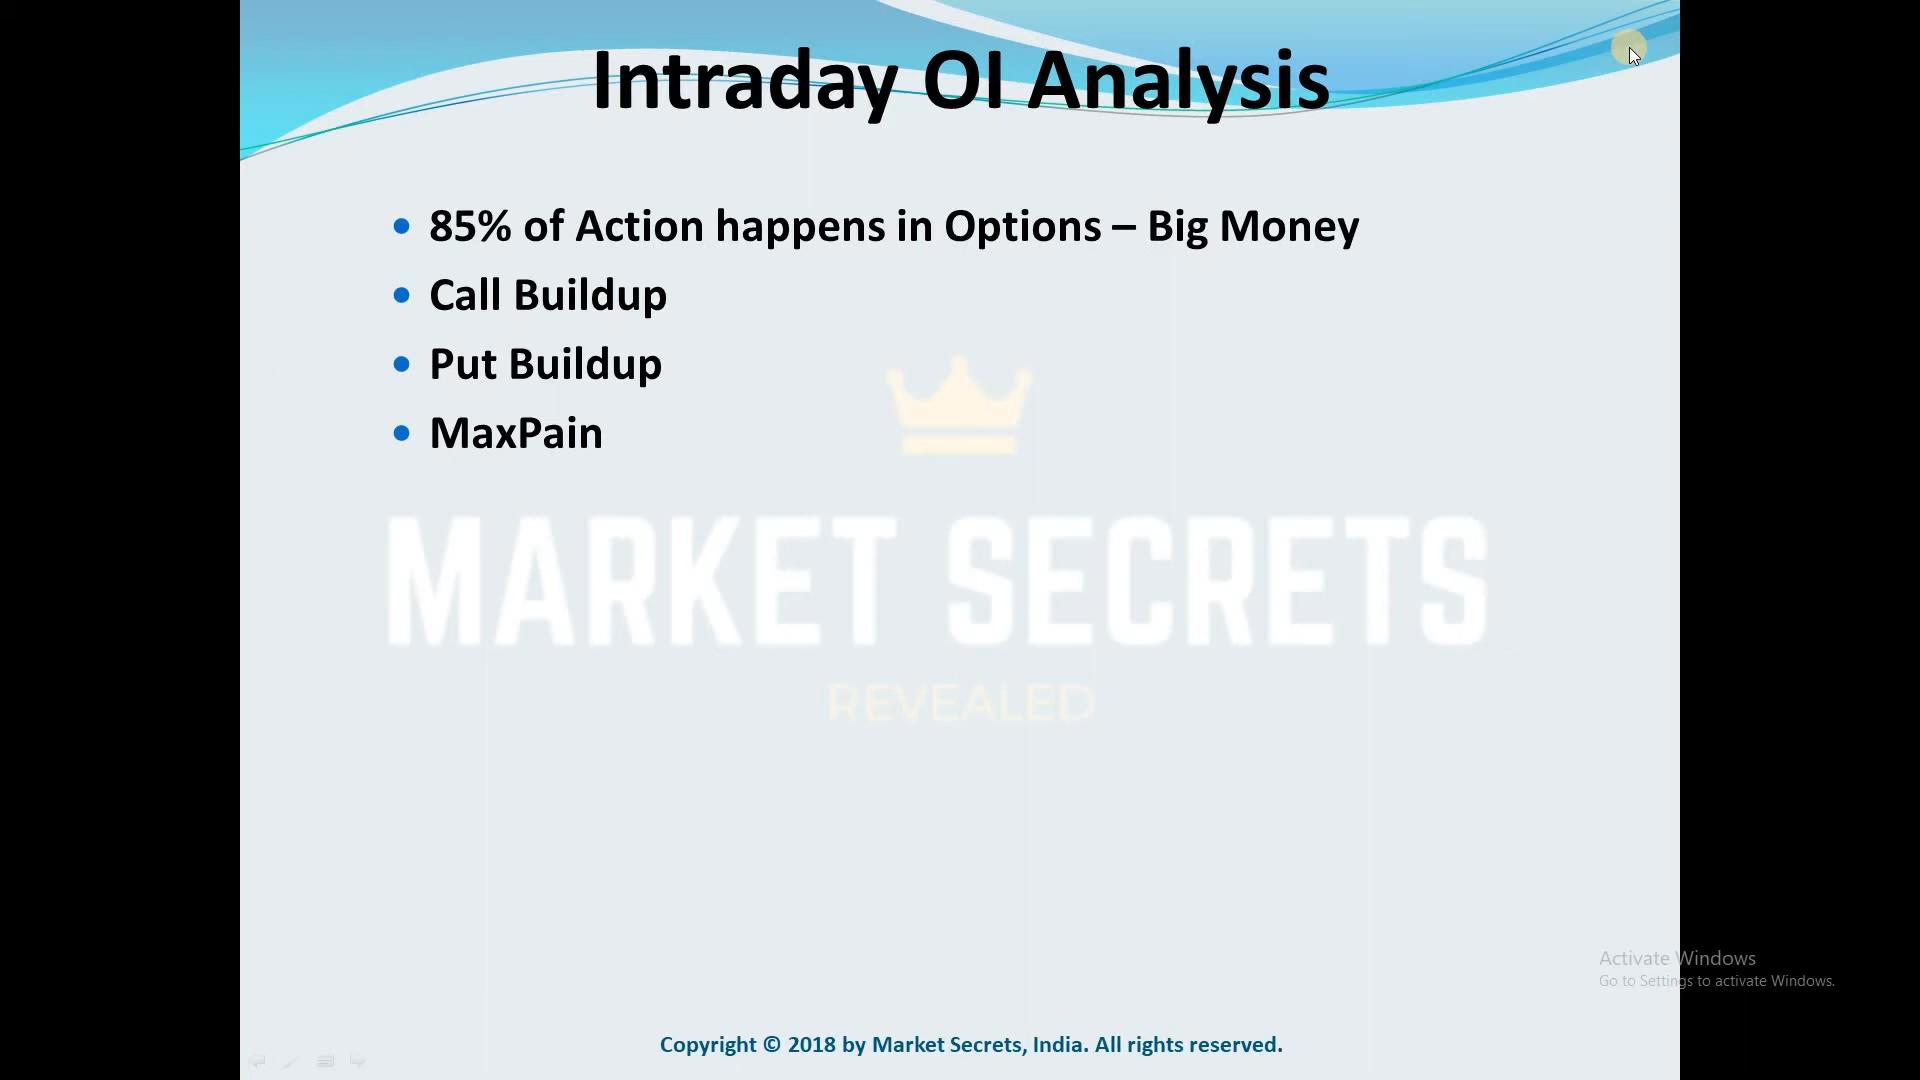 Intraday OI Analysis
• 85% of Action happens in Options – Big Money
• Call Buildup
• Put Buildup
• MaxPain
MARKET SECRETS
REVEALED
Activate Windows
Go to Settings to activate Windows.
Copyright © 2018 by Market Secrets, India. All rights reserved.